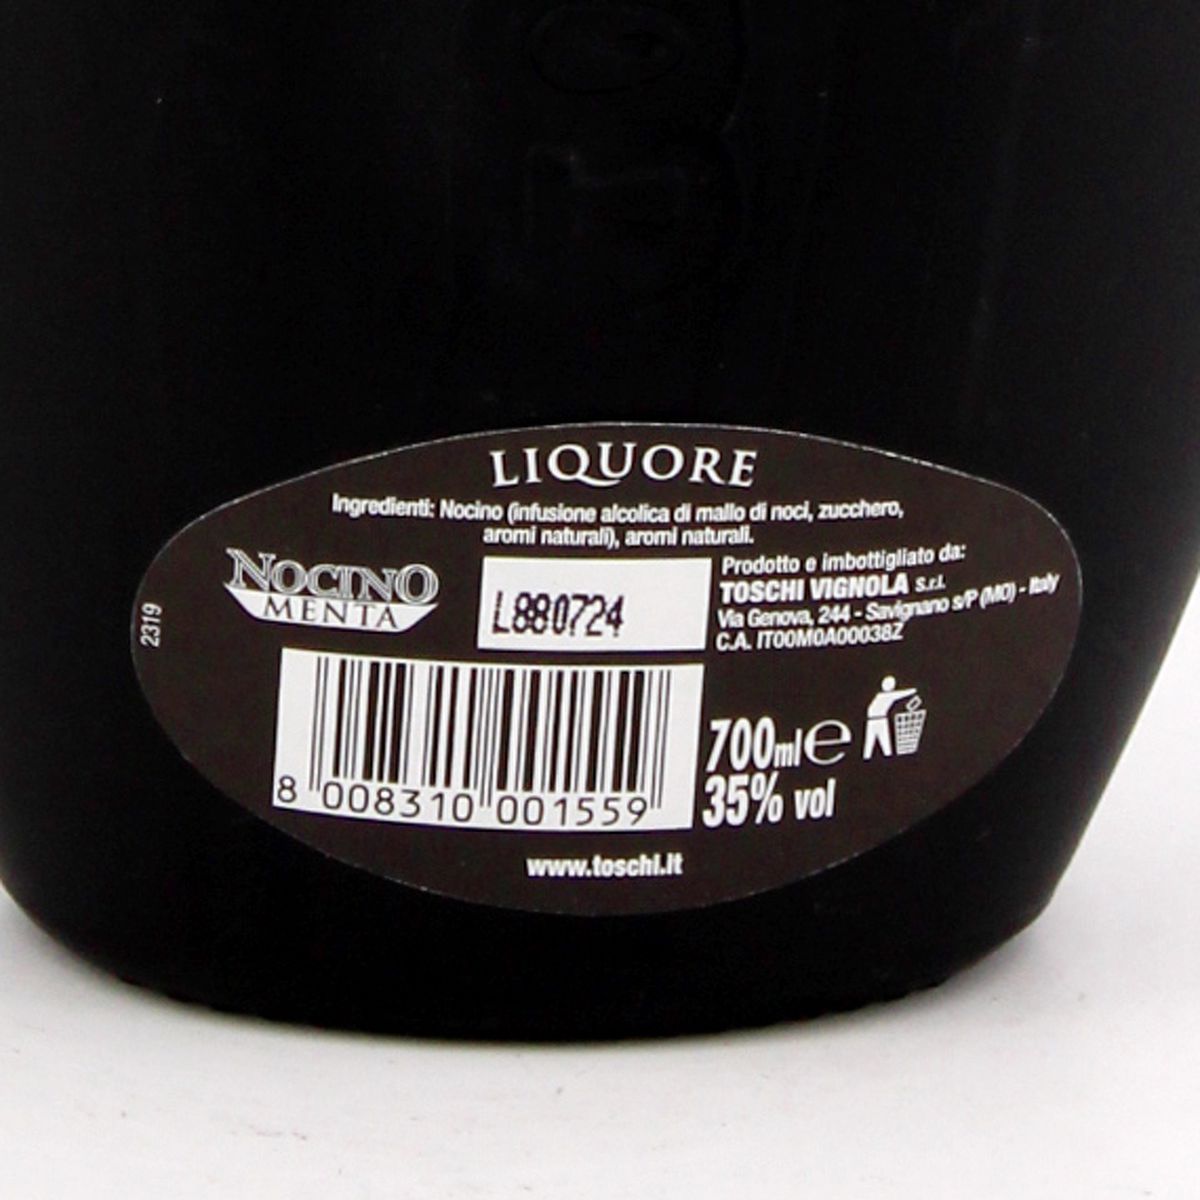 LIQUORE
Ingredienti: Nocino (infusione alcolica di mallo di noci, zucchero,
aromi naturali), aromi naturali.
NOCINO
MENTA
L880724
Prodotto e imbottigliato da:
TOSCHI VIGNOLA S.r.l.
Via Genova, 244 - Savignano s/P (MO) - Italy
C.A. IT00M0A00038Z
2319
8 008310 001559
700ml e
35% vol
www.toschi.it